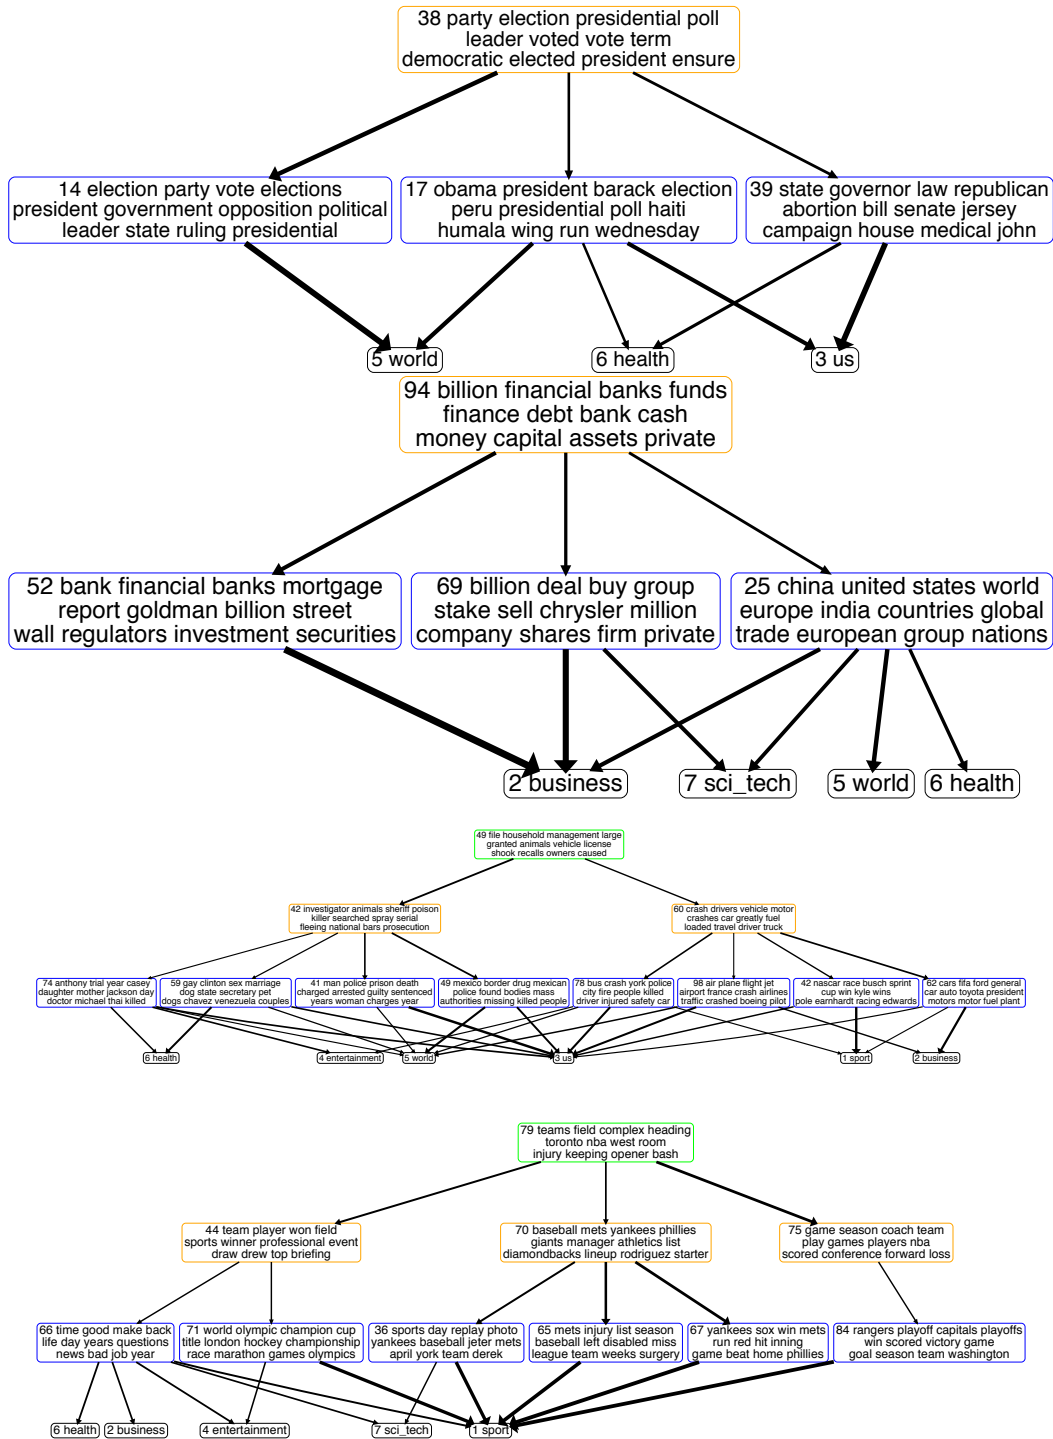 38 party election presidential poll
leader voted vote term
democratic elected president ensure
14 election party vote elections
president government opposition political
leader state ruling presidential
17 obama president barack election
peru presidential poll haiti
humala wing run wednesday
39 state governor law republican
abortion bill senate jersey
campaign house medical john
5 world
6 health
3 us
94 billion financial banks funds
finance debt bank cash
money capital assets private
52 bank financial banks mortgage
report goldman billion street
wall regulators investment securities
69 billion deal buy group
stake sell chrysler million
company shares firm private
25 china united states world
europe india countries global
trade european group nations
2 business
7 sci_tech
5 world
6 health
49 file household management large
granted animals vehicle license
shook recalls owners caused
42 investigator animals sheriff poison
killer searched spray serial
fleeing national bars prosecution
60 crash drivers vehicle motor
crashes car greatly fuel
loaded travel driver truck
74 anthony trial year casey
daughter mother jackson day
doctor michael thai killed
59 gay clinton sex marriage
dog state secretary pet
dogs chavez venezuela couples
41 man police prison death
charged arrested guilty sentenced
years woman charges year
49 mexico border drug mexican
police found bodies mass
authorities missing killed people
78 bus crash york police
city fire people killed
driver injured safety car
98 air plane flight jet
airport france crash airlines
traffic crashed boeing pilot
42 nascar race busch sprint
cup win kyle wins
pole earnhardt racing edwards
62 cars fifa ford general
car auto toyota president
motors motor fuel plant
6 health
4 entertainment
5 world
3 us
1 sport
2 business
79 teams field complex heading
toronto nba west room
injury keeping opener bash
44 team player won field
sports winner professional event
draw drew top briefing
70 baseball mets yankees phillies
giants manager athletics list
diamondbacks lineup rodriguez starter
75 game season coach team
play games players nba
scored conference forward loss
66 time good make back
life day years questions
news bad job year
71 world olympic champion cup
title london hockey championship
race marathon games olympics
36 sports day replay photo
yankees baseball jeter mets
april york team derek
65 mets injury list season
baseball left disabled miss
league team weeks surgery
67 yankees sox win mets
run red hit inning
game beat home phillies
84 rangers playoff capitals playoffs
win scored victory game
goal season team washington
6 health
2 business
4 entertainment
7 sci_tech
1 sport